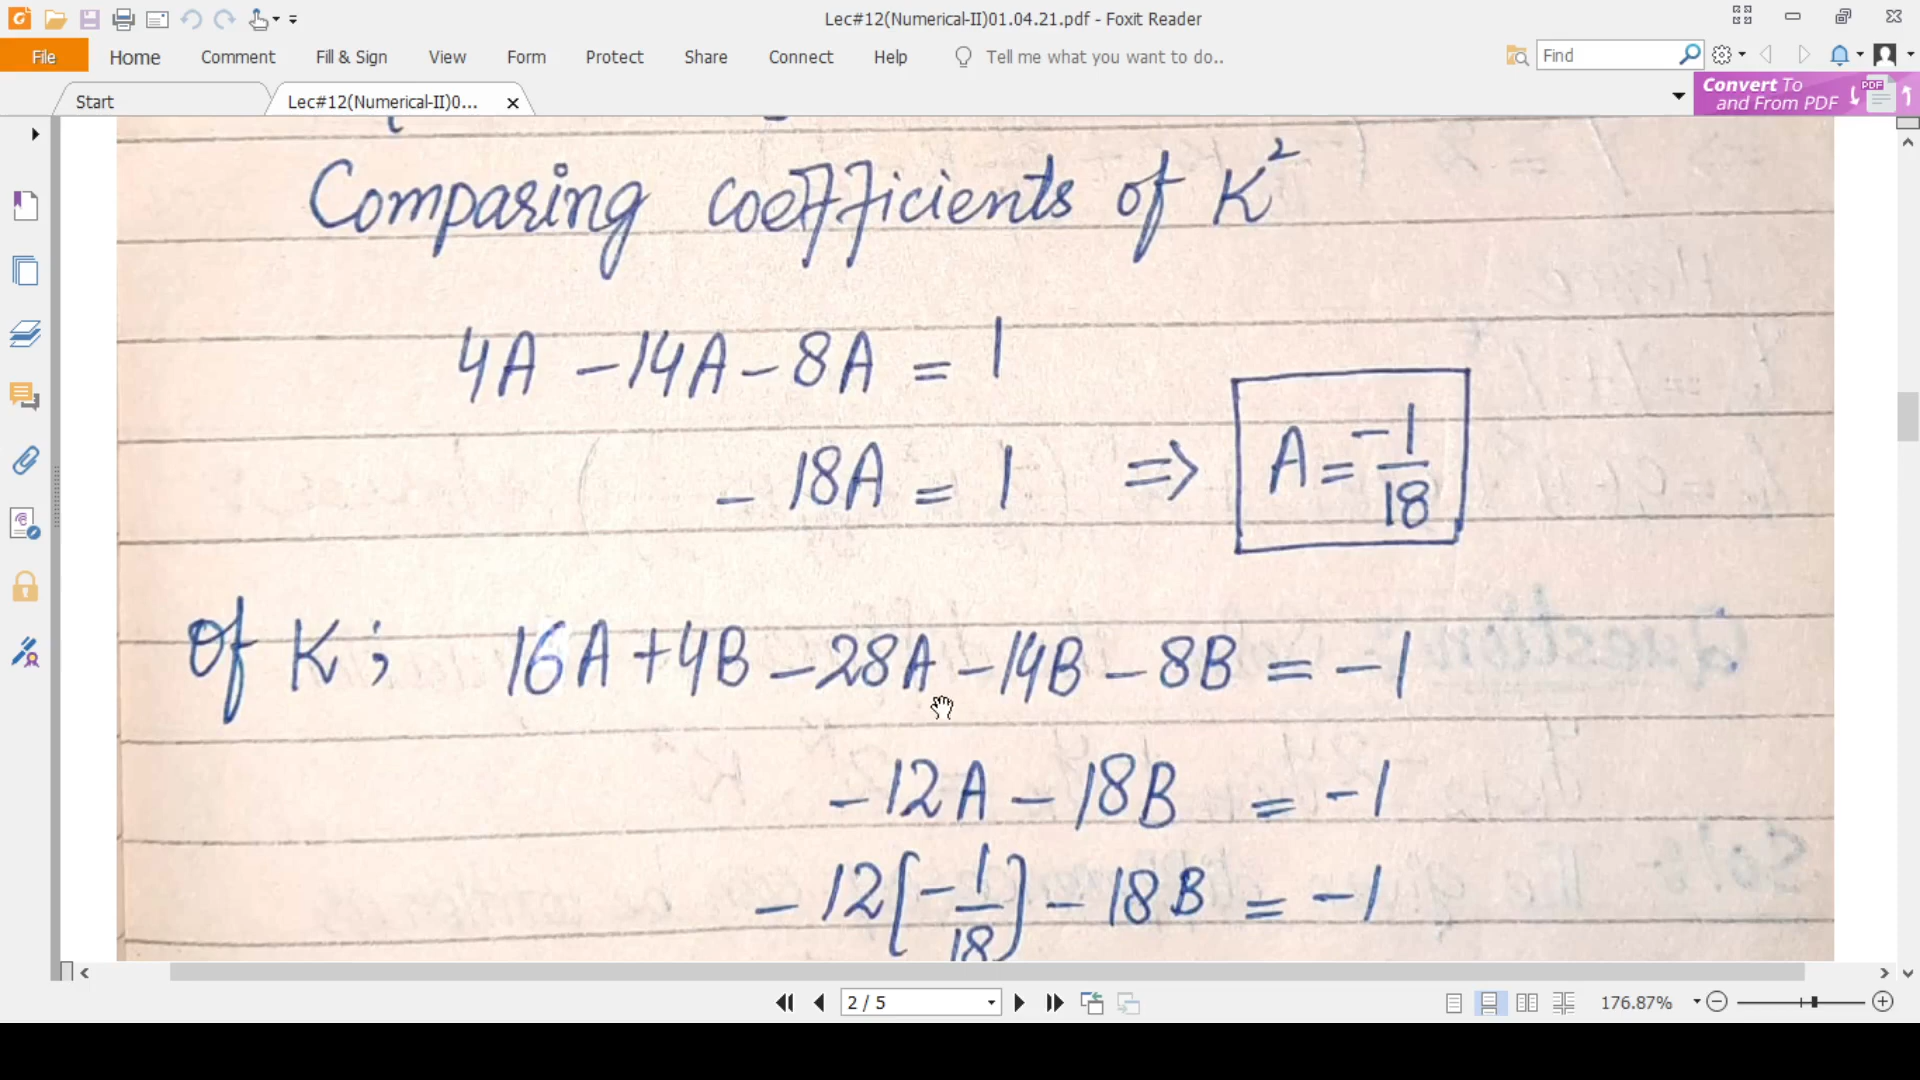 Lec#12(Numerical-II)01.04.21.pdf - Foxit Reader
File Home Comment Fill & Sign View Form Protect Share Connect Help Tell me what you want to do.. Find
Start Lec#12(Numerical-II)0... Convert To
and From PDF
PDF
Comparing coefficients of K²
4A - 14A - 8A = 1
- 18A = 1 ⇒ A = -1/18
Of K; 16A + 4B - 28A - 14B - 8B = -1
- 12A - 18B = -1
- 12[-1/18] - 18B = -1
2 / 5 176.87%